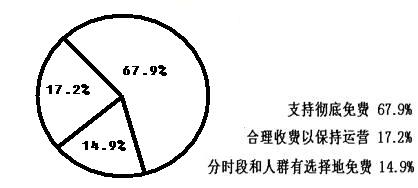 67.9%
17.2%
14.9%
支持彻底免费 67.9%
合理收费以保持运营 17.2%
分时段和人群有选择地免费 14.9%